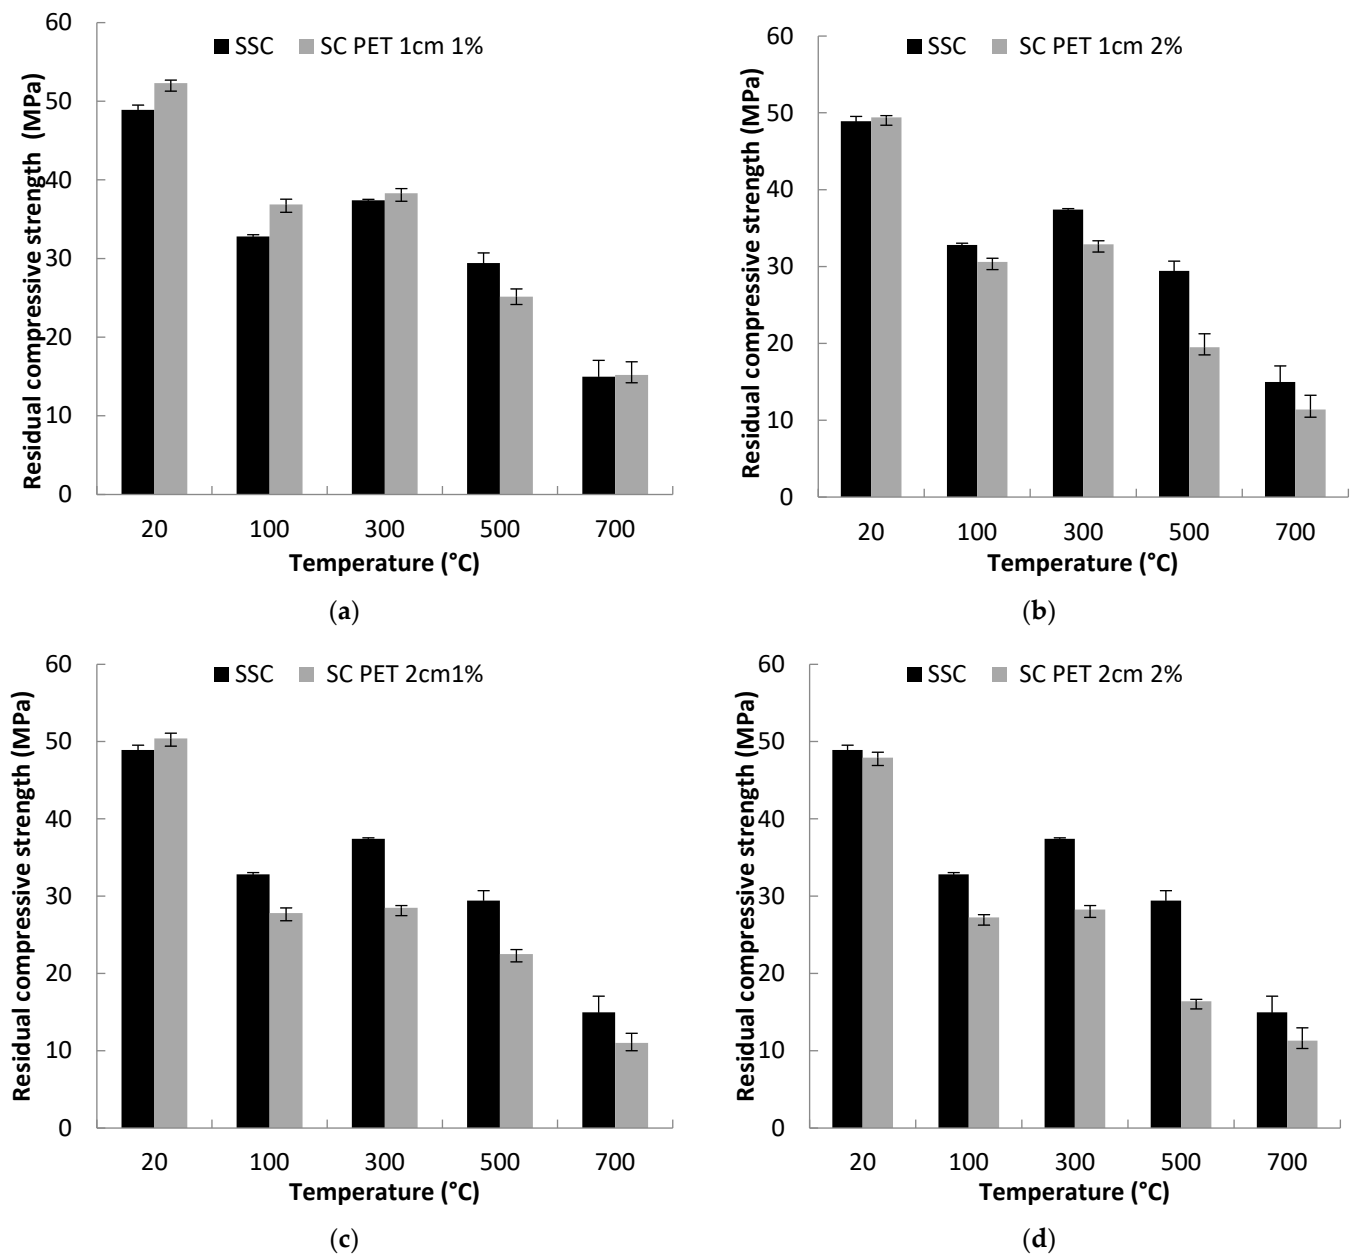 Residual compressive strength (MPa)
60
50
40
30
20
10
0
SSC SC PET 1cm 1%
20 100 300 500 700
Temperature (°C)
(a)
Residual compressive strength (MPa)
60
50
40
30
20
10
0
SSC SC PET 1cm 2%
20 100 300 500 700
Temperature (°C)
(b)
Residual compressive strength (MPa)
60
50
40
30
20
10
0
SSC SC PET 2cm1%
20 100 300 500 700
Temperature (°C)
(c)
Residual compressive strength (MPa)
60
50
40
30
20
10
0
SSC SC PET 2cm 2%
20 100 300 500 700
Temperature (°C)
(d)